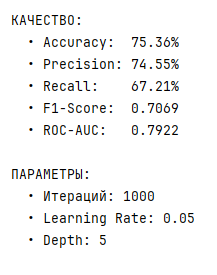 КАЧЕСТВО:
• Accuracy: 75.36%
• Precision: 74.55%
• Recall: 67.21%
• F1-Score: 0.7069
• ROC-AUC: 0.7922
ПАРАМЕТРЫ:
• Итераций: 1000
• Learning Rate: 0.05
• Depth: 5